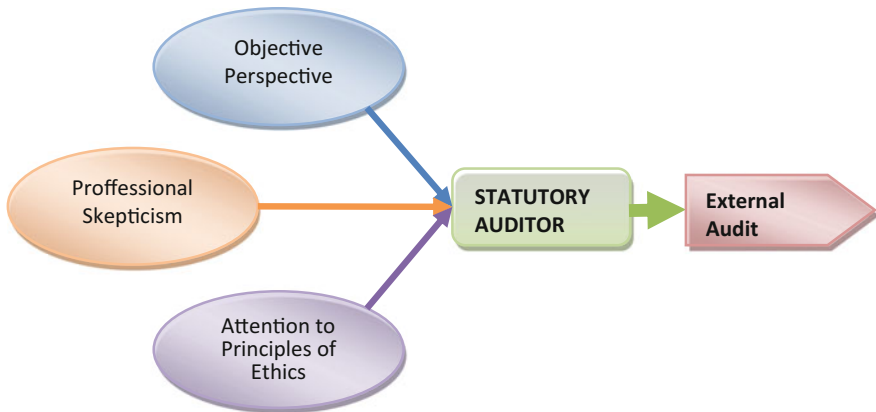 Objective
Perspective
Proffessional
Skepticism
STATUTORY
AUDITOR
External
Audit
Attention to
Principles of
Ethics